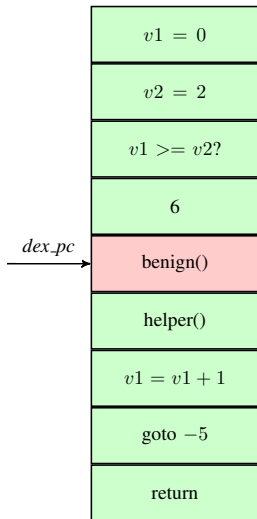 v1 = 0
v2 = 2
v1 >= v2?
6
dex_pc
benign()
helper()
v1 = v1 + 1
goto −5
return